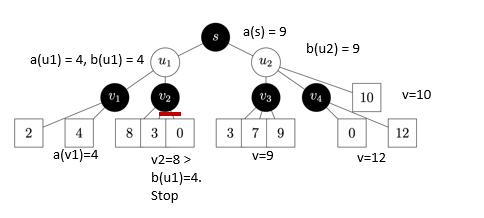 s
a(s) = 9
a(u1) = 4, b(u1) = 4
u₁
u₂
b(u2) = 9
v₁
v₂
v₃
v₄
10
v=10
2
4
8
3
0
3
7
9
0
12
a(v1)=4
v2=8 >
b(u1)=4.
Stop
v=9
v=12